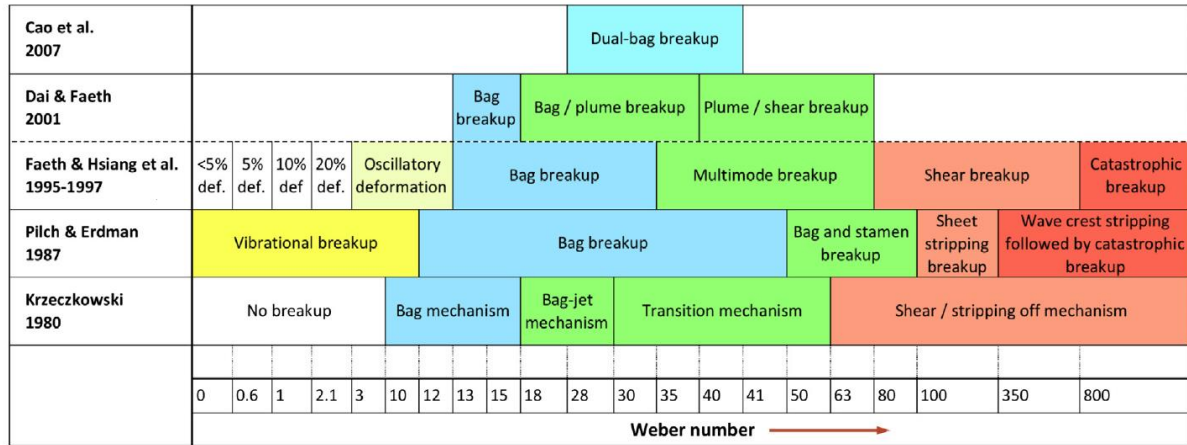 Cao et al.
2007
Dual-bag breakup
Dai & Faeth
2001
Bag
breakup
Bag / plume breakup
Plume / shear breakup
Faeth & Hsiang et al.
1995-1997
<5%
def.
5%
def.
10%
def
20%
def.
Oscillatory
deformation
Bag breakup
Multimode breakup
Shear breakup
Catastrophic
breakup
Pilch & Erdman
1987
Vibrational breakup
Bag breakup
Bag and stamen
breakup
Sheet
stripping
breakup
Wave crest stripping
followed by catastrophic
breakup
Krzeczkowski
1980
No breakup
Bag mechanism
Bag-jet
mechanism
Transition mechanism
Shear / stripping off mechanism
0 0.6 1 2.1 3 10 12 13 15 18 28 30 35 40 41 50 63 80 100 350 800
Weber number